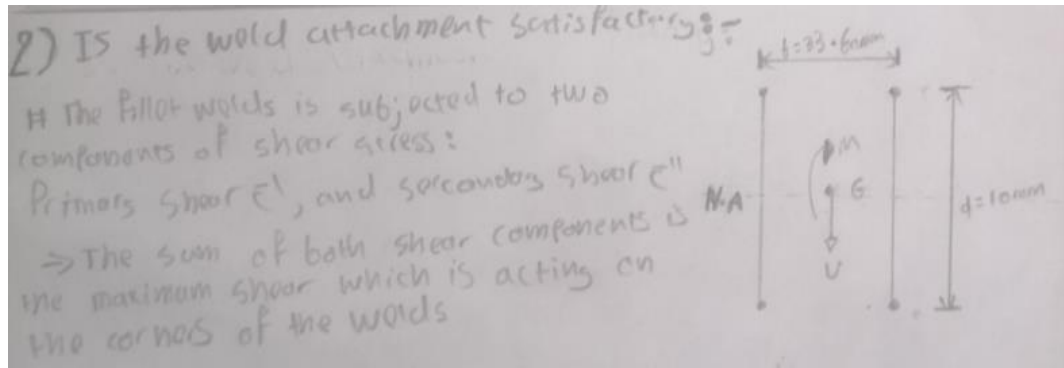 2) Is the weld attachment satisfactory:-
# The fillet welds is subjected to two
components of shear stress:
Primary shear τ', and secondary shear τ"
⇒ The sum of both shear components is
the maximum shear which is acting on
the corners of the welds
b=33.6mm
M
G
N.A
d=10mm
V